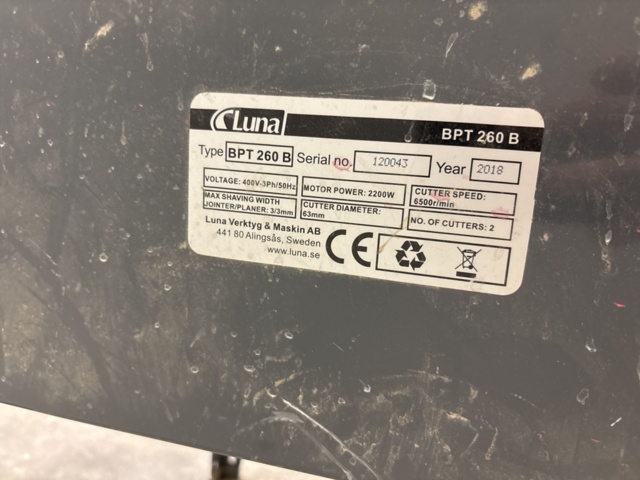 Luna
BPT 260 B
Type BPT 260 B Serial no. 120043 Year 2018
VOLTAGE: 400V-3Ph/50Hz
MOTOR POWER: 2200W
CUTTER SPEED:
6500r/min
MAX SHAVING WIDTH
JOINTER/PLANER: 3/3mm
CUTTER DIAMETER:
63mm
NO. OF CUTTERS: 2
Luna Verktyg & Maskin AB
441 80 Alingsås, Sweden
www.luna.se
CE